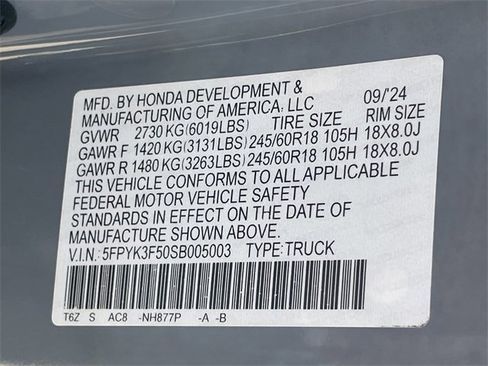 MFD. BY HONDA DEVELOPMENT & 09/'24
MANUFACTURING OF AMERICA, LLC
GVWR 2730 KG(6019LBS) TIRE SIZE RIM SIZE
GAWR F 1420 KG(3131LBS) 245/60R18 105H 18X8.0J
GAWR R 1480 KG(3263LBS) 245/60R18 105H 18X8.0J
THIS VEHICLE CONFORMS TO ALL APPLICABLE
FEDERAL MOTOR VEHICLE SAFETY
STANDARDS IN EFFECT ON THE DATE OF
MANUFACTURE SHOWN ABOVE.
V.I.N.: 5FPYK3F50SB005003 TYPE:TRUCK
T6Z S AC8 -NH877P -A -B